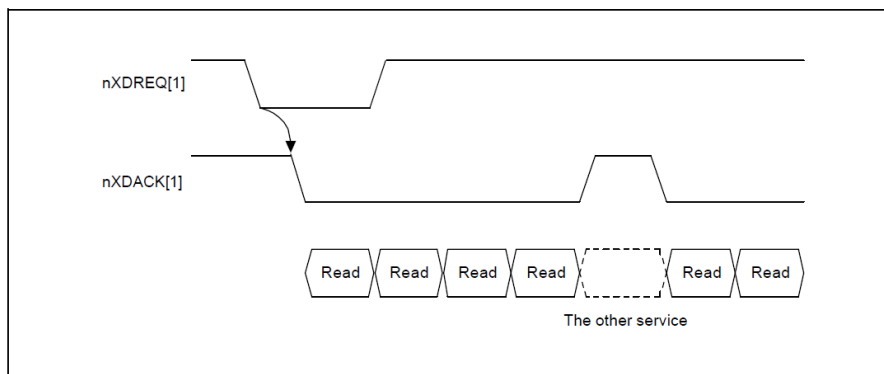 nXDREQ[1]
nXDACK[1]
Read Read Read Read Read Read
The other service